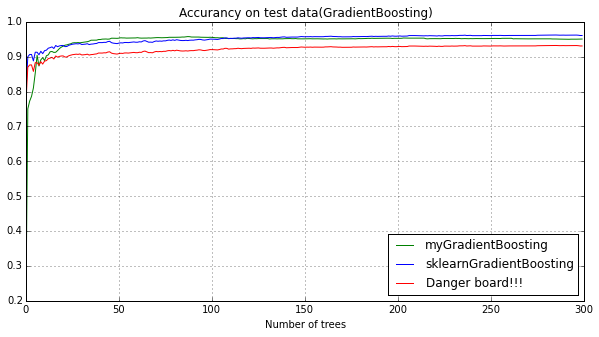 Accurancy on test data(GradientBoosting)
1.0
0.9
0.8
0.7
0.6
0.5
0.4
0.3
0.2
myGradientBoosting
sklearnGradientBoosting
Danger board!!!
0 50 100 150 200 250 300
Number of trees